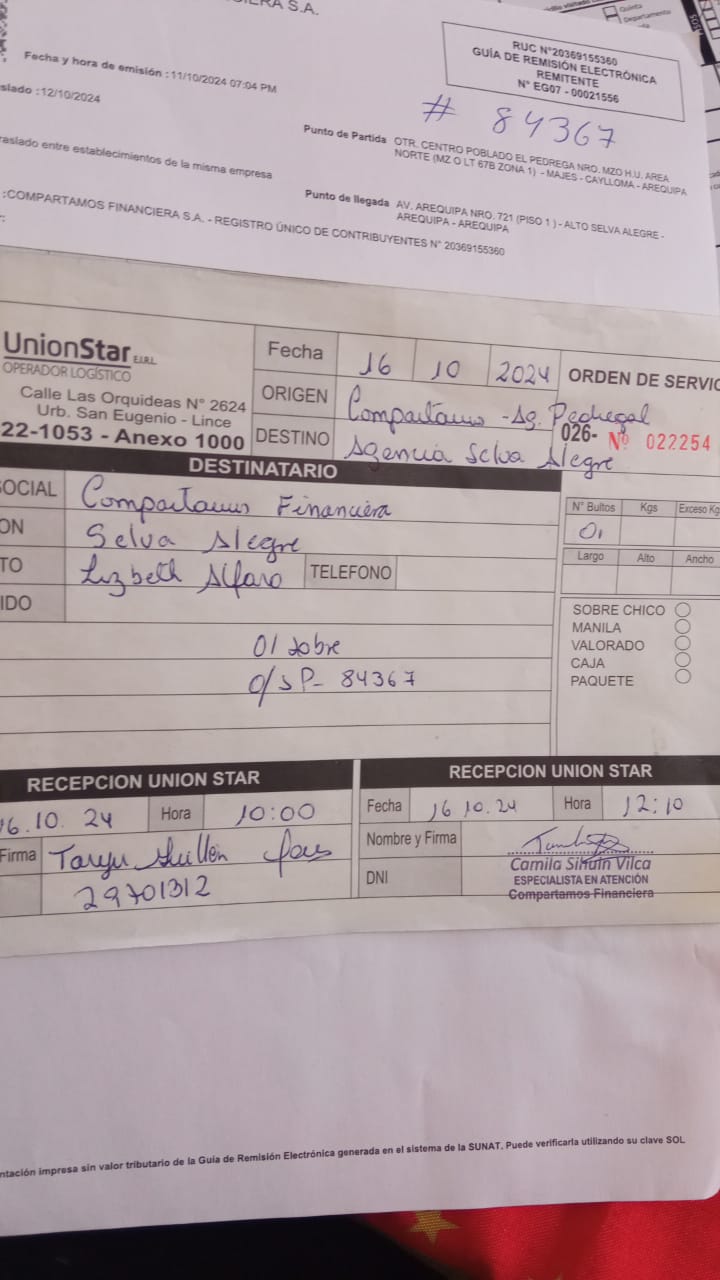 S.A.
RUC N°20369155360
GUÍA DE REMISIÓN ELECTRÓNICA
REMITENTE
N° EG07 - 00021556
# 84367
Fecha y hora de emisión : 11/10/2024 07:04 PM
slado : 12/10/2024
Punto de Partida OTR. CENTRO POBLADO EL PEDREGA NRO. MZO H.U. AREA
NORTE (MZ O LT 67B ZONA 1) - MAJES - CAYLLOMA - AREQUIPA
raslado entre establecimientos de la misma empresa
Punto de llegada AV. AREQUIPA NRO. 721 (PISO 1 ) - ALTO SELVA ALEGRE -
AREQUIPA - AREQUIPA
:COMPARTAMOS FINANCIERA S.A. - REGISTRO ÚNICO DE CONTRIBUYENTES N° 20369155360
UnionStar E.I.R.L.
OPERADOR LOGÍSTICO
Calle Las Orquideas N° 2624
Urb. San Eugenio - Lince
22-1053 - Anexo 1000
Fecha 16 10 2024
ORIGEN Compartamos - Ag. Pedregal
DESTINO Agencia Selva Alegre
ORDEN DE SERVIC
026- N° 022254
DESTINATARIO
SOCIAL Compartamos Financiera
ON Selva Alegre
TO Lizbeth Alfaro TELEFONO
IDO
N° Bultos Kgs Exceso Kg
01
Largo Alto Ancho
SOBRE CHICO
MANILA
VALORADO
CAJA
PAQUETE
01 sobre
O/SP- 84367
RECEPCION UNION STAR
16.10. 24 Hora 10:00
Firma
29701312
RECEPCION UNION STAR
Fecha 16 10.24 Hora 12:10
Nombre y Firma
DNI
Camila Sihuin Vilca
ESPECIALISTA EN ATENCIÓN
Compartamos Financiera
ntación impresa sin valor tributario de la Guia de Remisión Electrónica generada en el sistema de la SUNAT. Puede verificarla utilizando su clave SOL